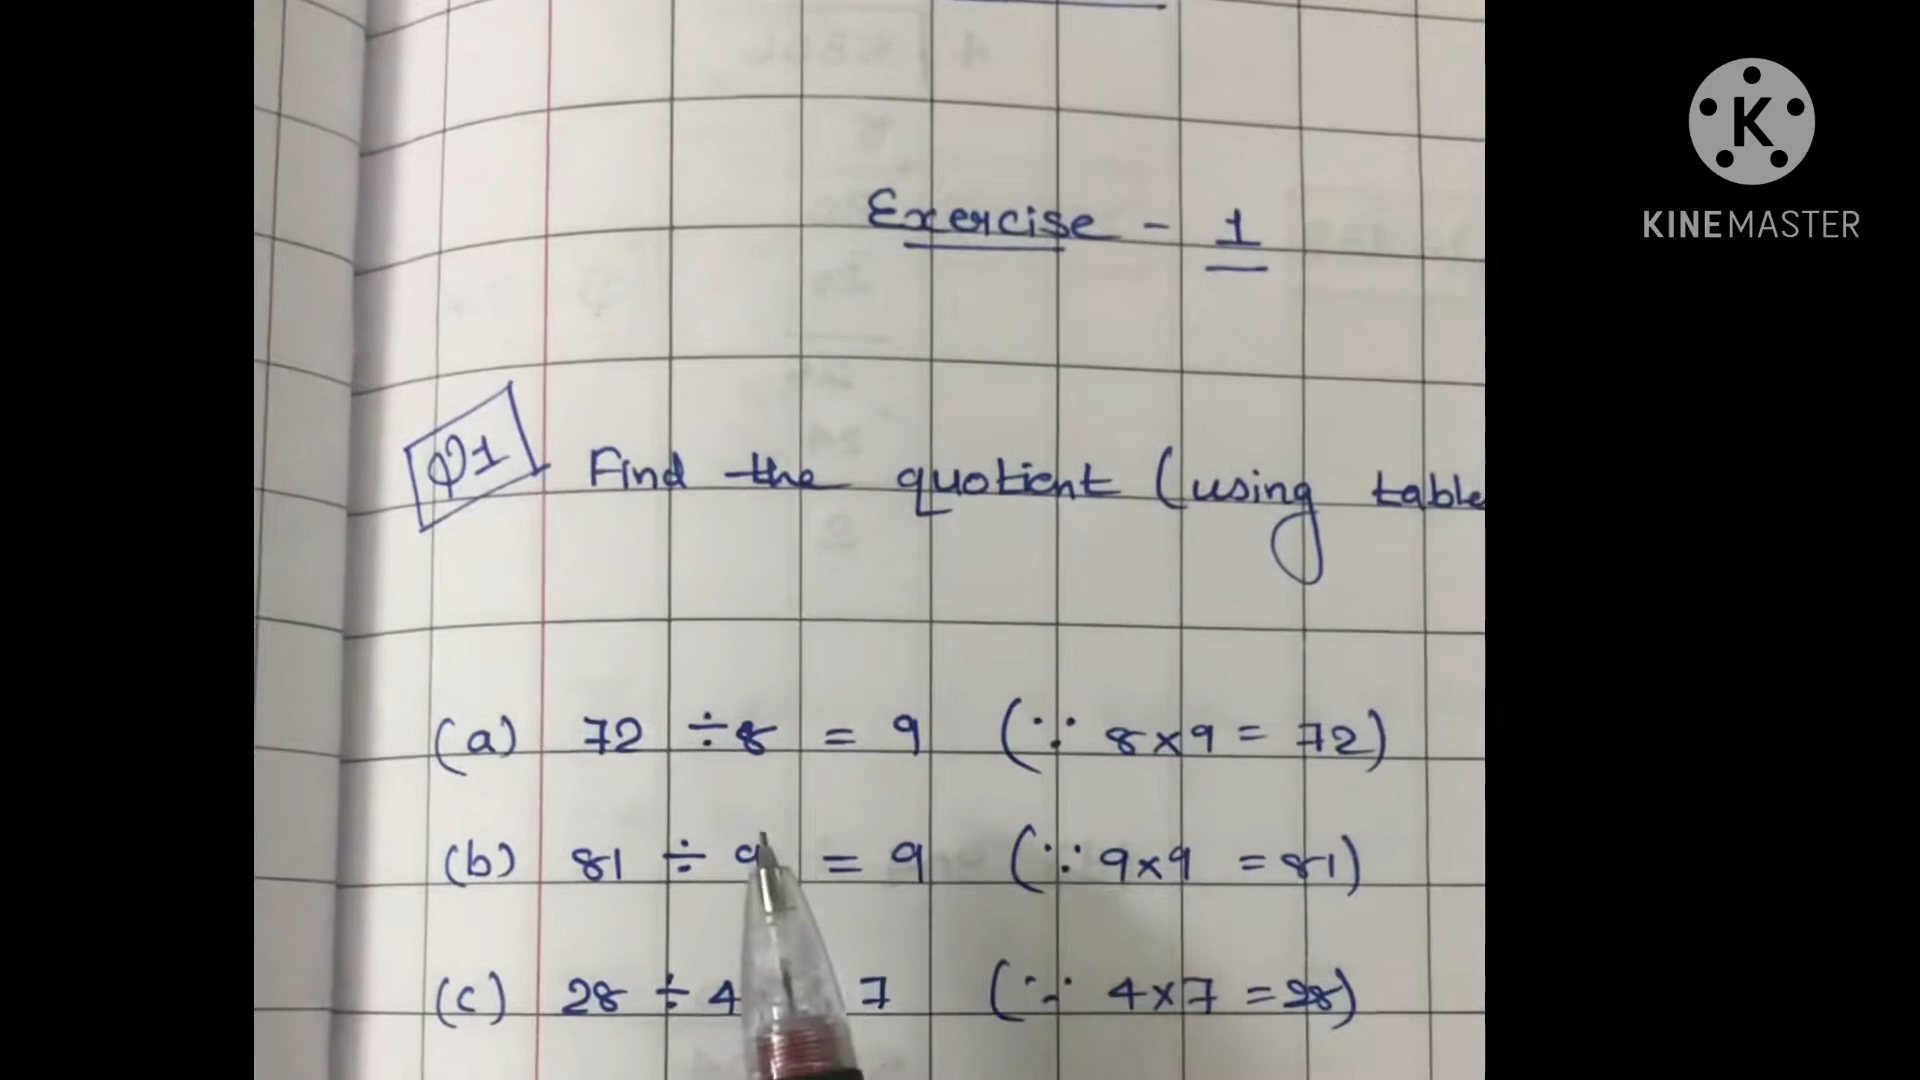 Exercise - 1
Q1 Find the quotient (using table
(a) 72 ÷ 8 = 9 (∵ 8×9 = 72)
(b) 81 ÷ 9 = 9 (∵ 9×9 = 81)
(c) 28 ÷ 4 7 (∵ 4×7 = 28)
K
KINEMASTER